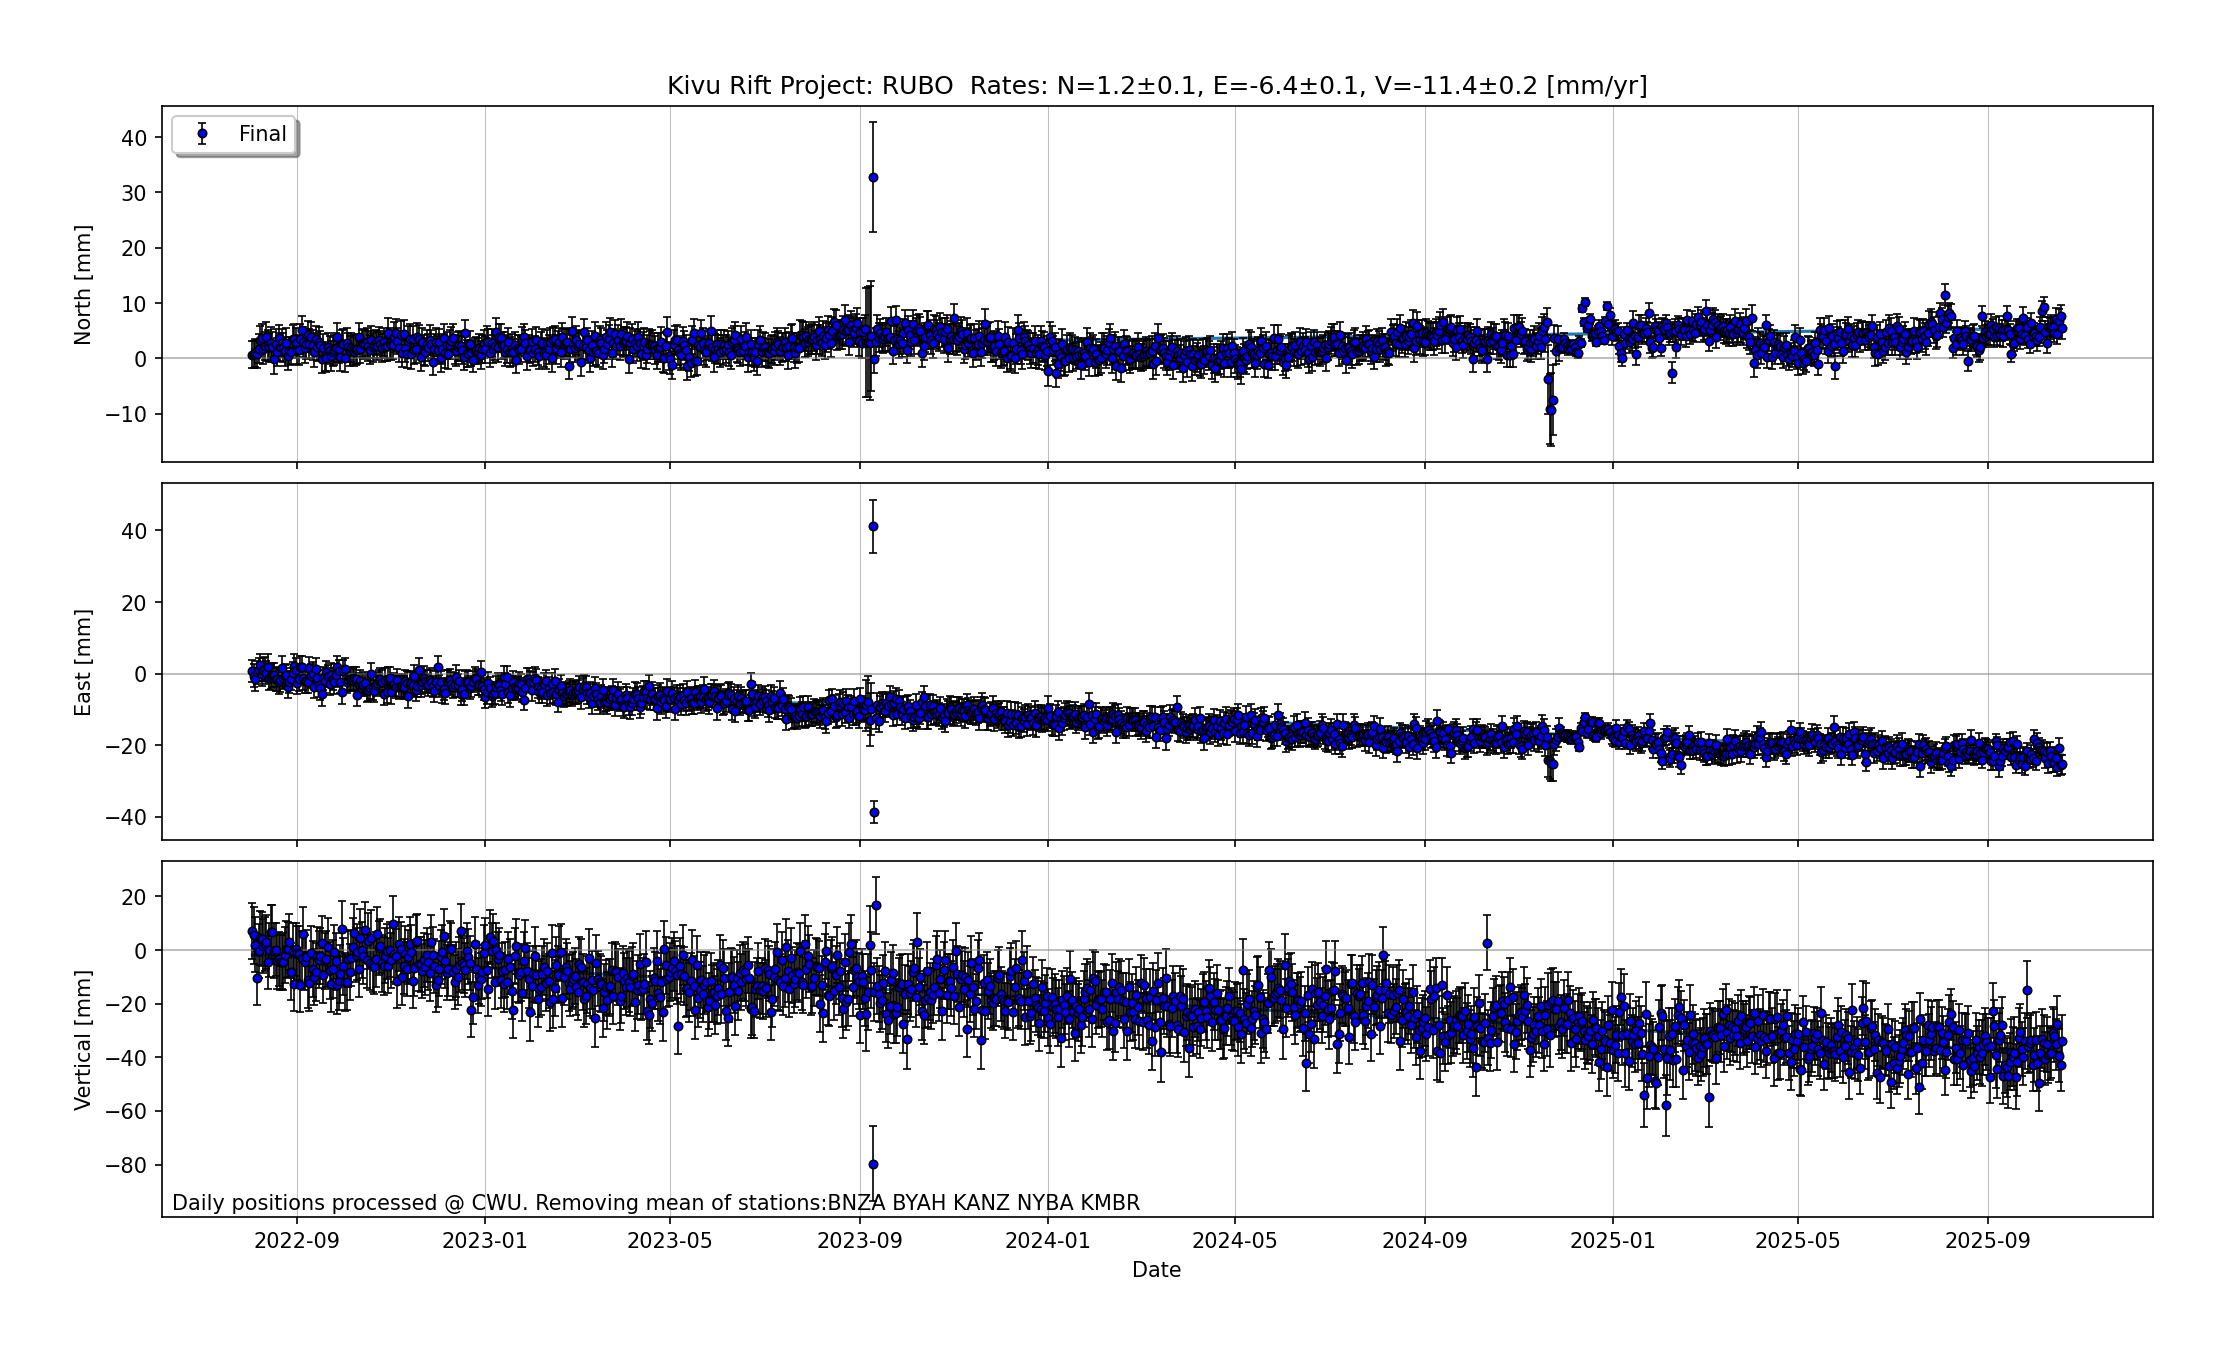 Kivu Rift Project: RUBO  Rates: N=1.2±0.1, E=-6.4±0.1, V=-11.4±0.2 [mm/yr]
Final
North [mm]
40
30
20
10
0
−10
East [mm]
40
20
0
−20
−40
Vertical [mm]
20
0
−20
−40
−60
−80
Daily positions processed @ CWU. Removing mean of stations:BNZA BYAH KANZ NYBA KMBR
2022-09 2023-01 2023-05 2023-09 2024-01 2024-05 2024-09 2025-01 2025-05 2025-09
Date